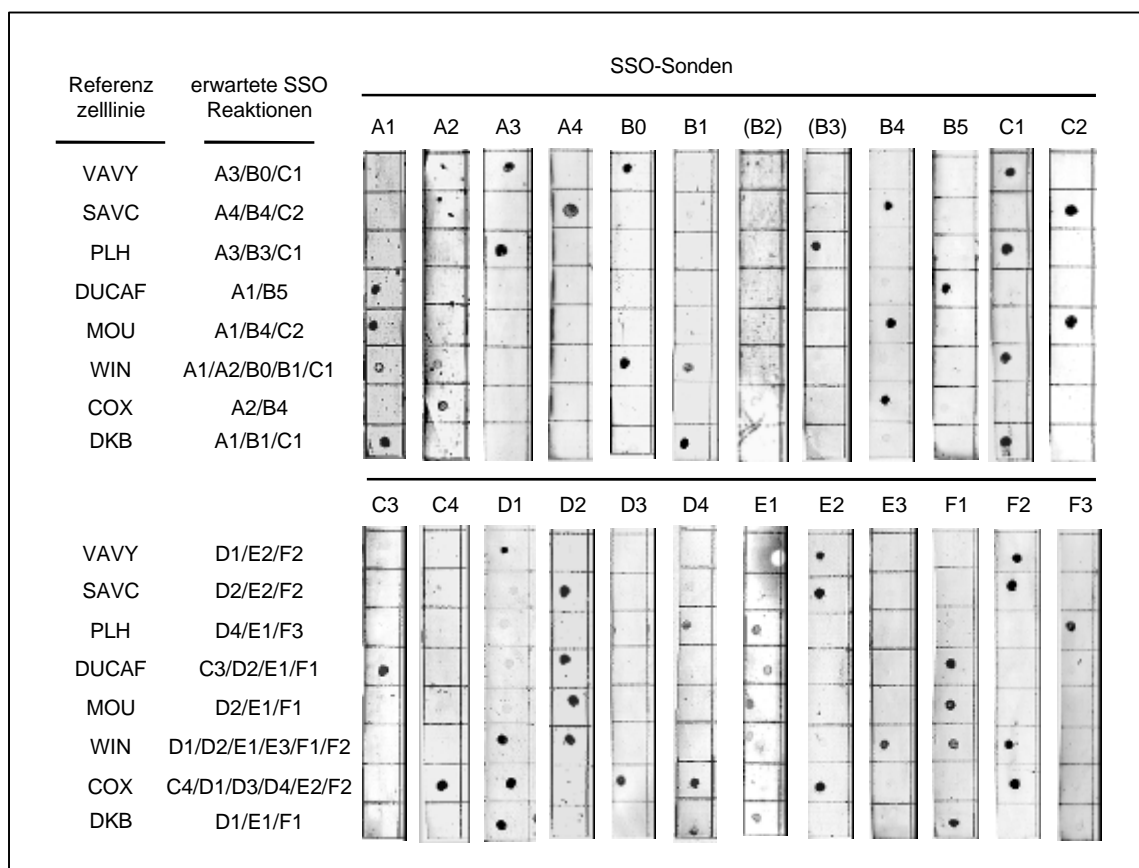 SSO-Sonden
Referenz erwartete SSO
zelllinie Reaktionen
A1 A2 A3 A4 B0 B1 (B2) (B3) B4 B5 C1 C2
VAVY A3/B0/C1
SAVC A4/B4/C2
PLH A3/B3/C1
DUCAF A1/B5
MOU A1/B4/C2
WIN A1/A2/B0/B1/C1
COX A2/B4
DKB A1/B1/C1
C3 C4 D1 D2 D3 D4 E1 E2 E3 F1 F2 F3
VAVY D1/E2/F2
SAVC D2/E2/F2
PLH D4/E1/F3
DUCAF C3/D2/E1/F1
MOU D2/E1/F1
WIN D1/D2/E1/E3/F1/F2
COX C4/D1/D3/D4/E2/F2
DKB D1/E1/F1